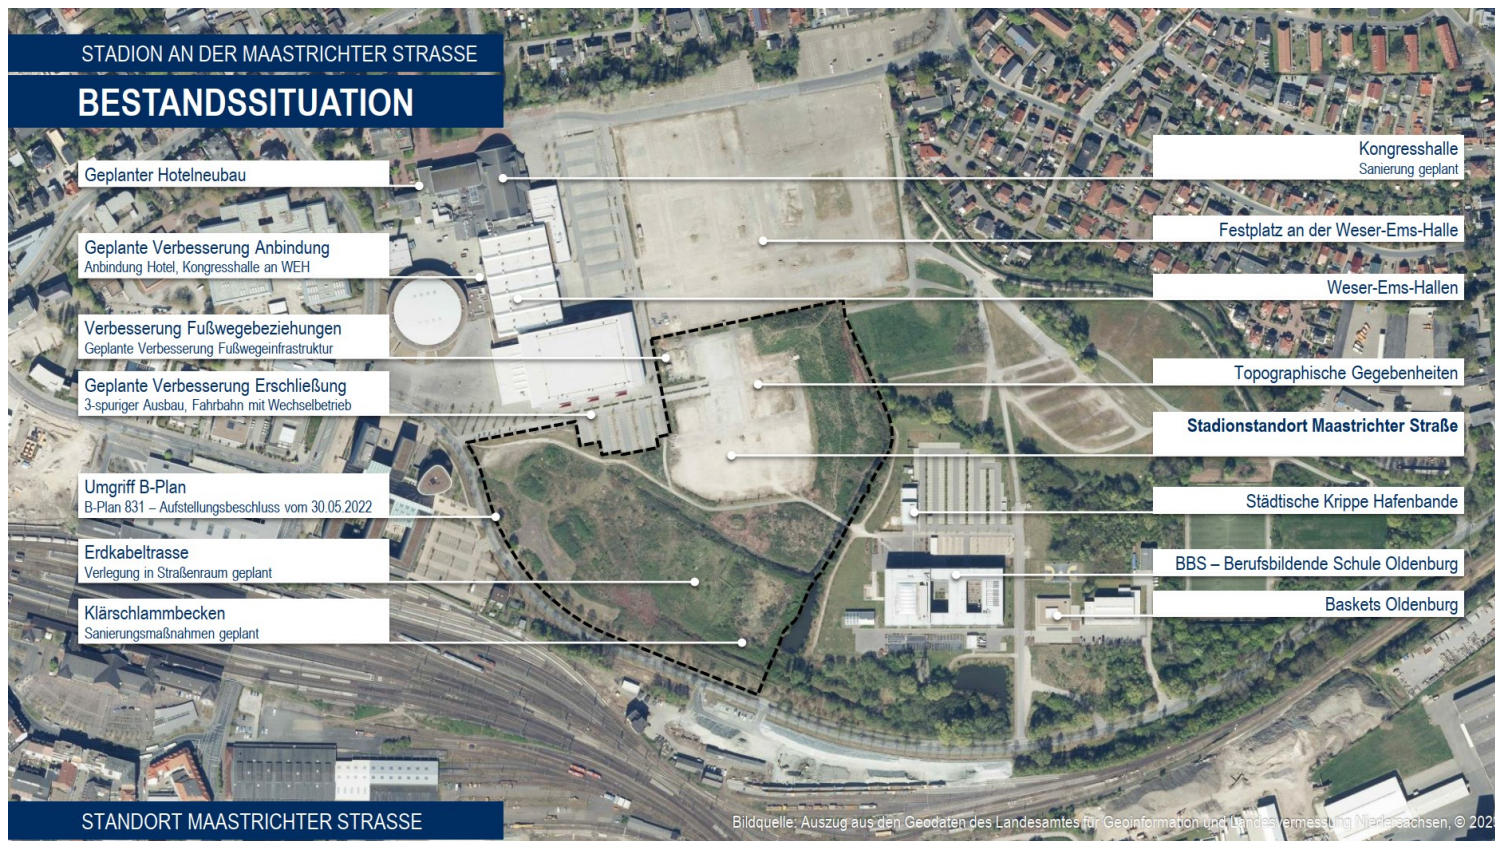 STADION AN DER MAASTRICHTER STRASSE
BESTANDSSITUATION
Geplanter Hotelneubau
Geplante Verbesserung Anbindung
Anbindung Hotel, Kongresshalle an WEH
Verbesserung Fußwegebeziehungen
Geplante Verbesserung Fußwegeinfrastruktur
Geplante Verbesserung Erschließung
3-spuriger Ausbau, Fahrbahn mit Wechselbetrieb
Umgriff B-Plan
B-Plan 831 – Aufstellungsbeschluss vom 30.05.2022
Erdkabeltrasse
Verlegung in Straßenraum geplant
Klärschlammbecken
Sanierungsmaßnahmen geplant
Kongresshalle
Sanierung geplant
Festplatz an der Weser-Ems-Halle
Weser-Ems-Hallen
Topographische Gegebenheiten
Stadionstandort Maastrichter Straße
Städtische Krippe Hafenbande
BBS – Berufsbildende Schule Oldenburg
Baskets Oldenburg
STANDORT MAASTRICHTER STRASSE
Bildquelle: Auszug aus den Geodaten des Landesamtes für Geoinformation und Landesvermessung Niedersachsen, ©